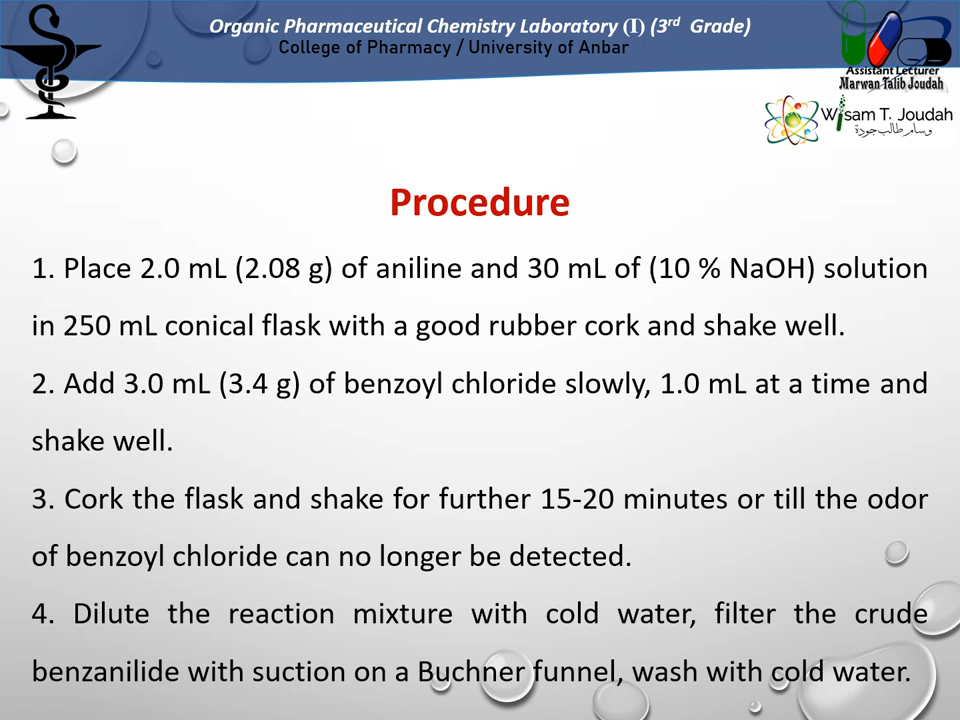 Organic Pharmaceutical Chemistry Laboratory (I) (3rd Grade)
College of Pharmacy / University of Anbar
Assistant Lecturer
Marwan Talib Joudah
Wisam T. Joudah
وسام طالب جودة
Procedure
1. Place 2.0 mL (2.08 g) of aniline and 30 mL of (10 % NaOH) solution
in 250 mL conical flask with a good rubber cork and shake well.
2. Add 3.0 mL (3.4 g) of benzoyl chloride slowly, 1.0 mL at a time and
shake well.
3. Cork the flask and shake for further 15-20 minutes or till the odor
of benzoyl chloride can no longer be detected.
4. Dilute the reaction mixture with cold water, filter the crude
benzanilide with suction on a Buchner funnel, wash with cold water.